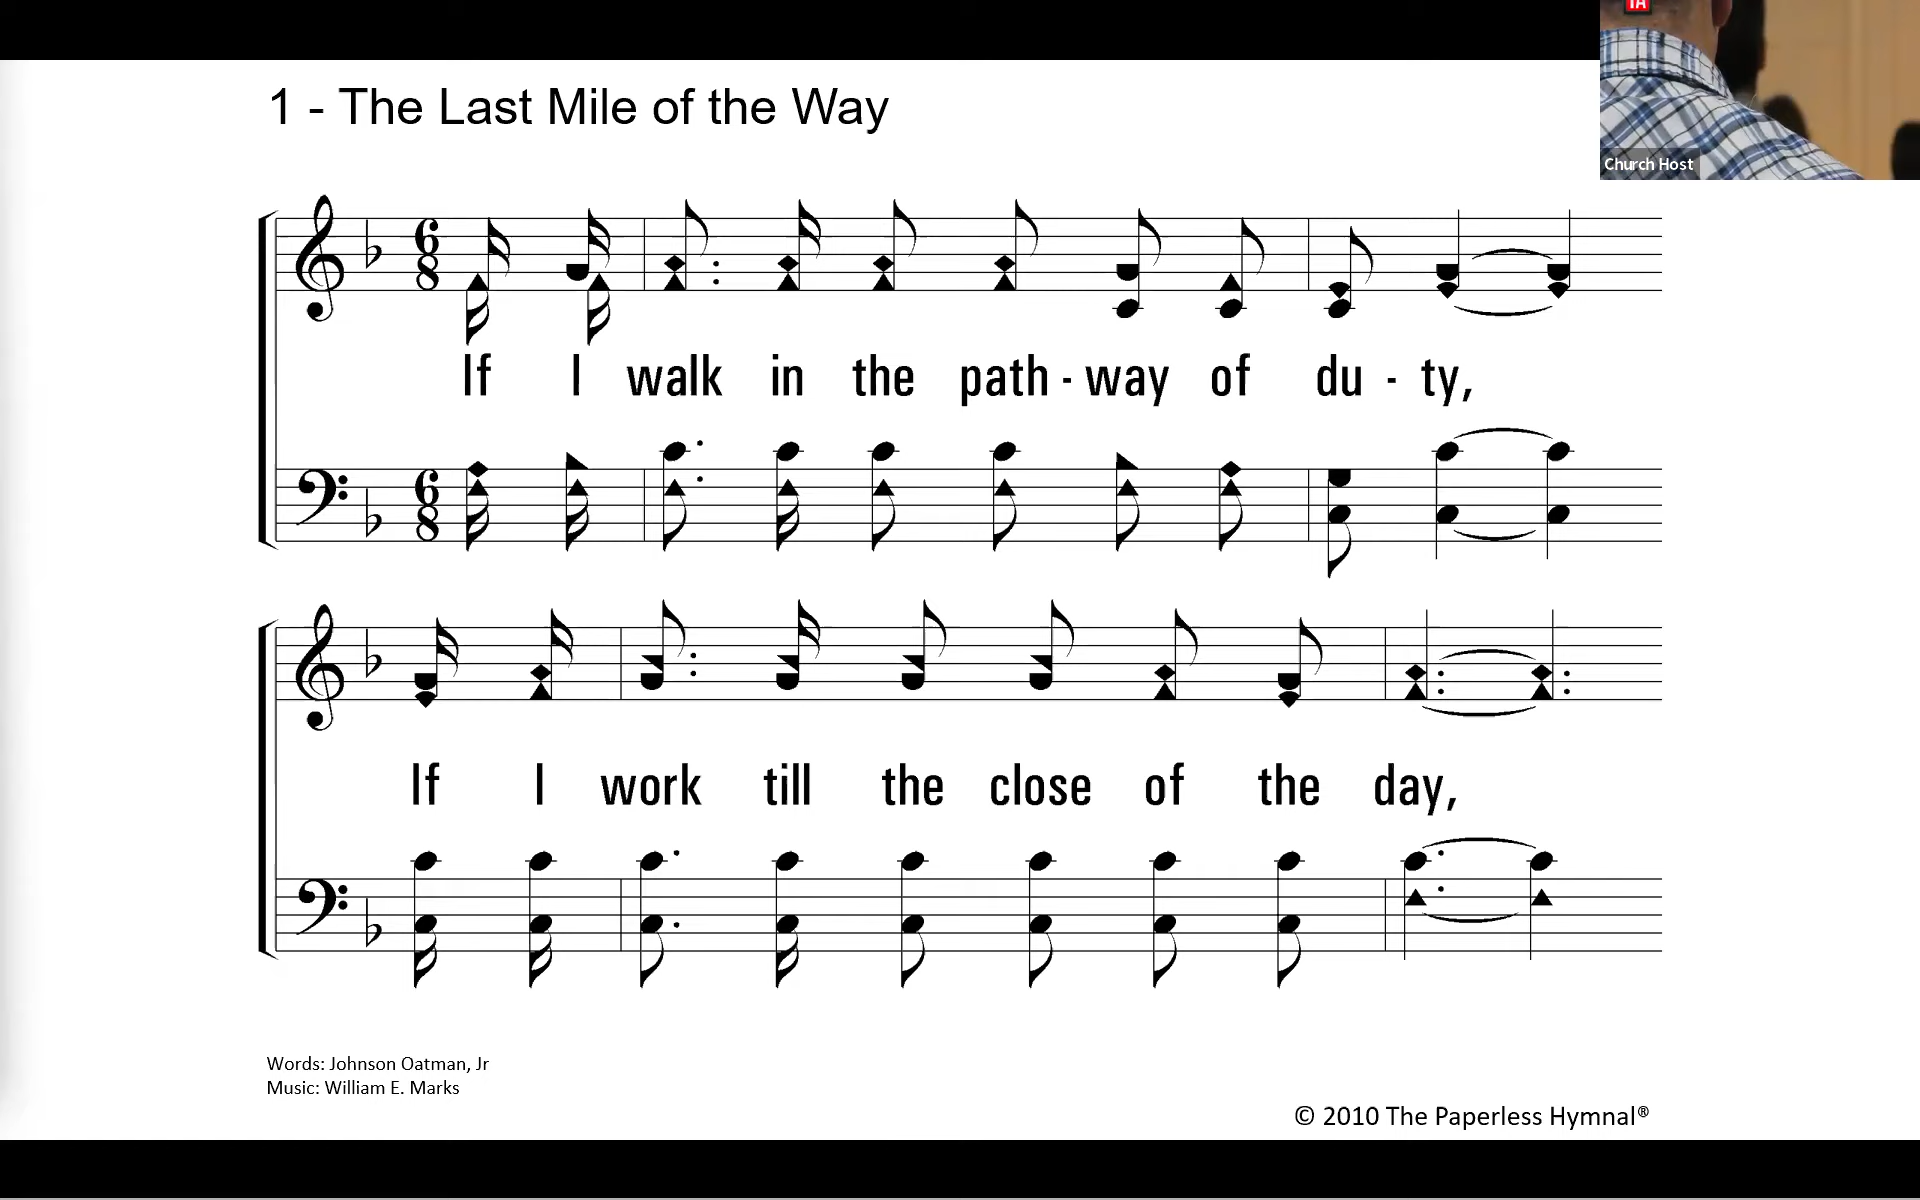 1 - The Last Mile of the Way
Church Host
If I walk in the path - way of du - ty,
If I work till the close of the day,
Words: Johnson Oatman, Jr
Music: William E. Marks
© 2010 The Paperless Hymnal®